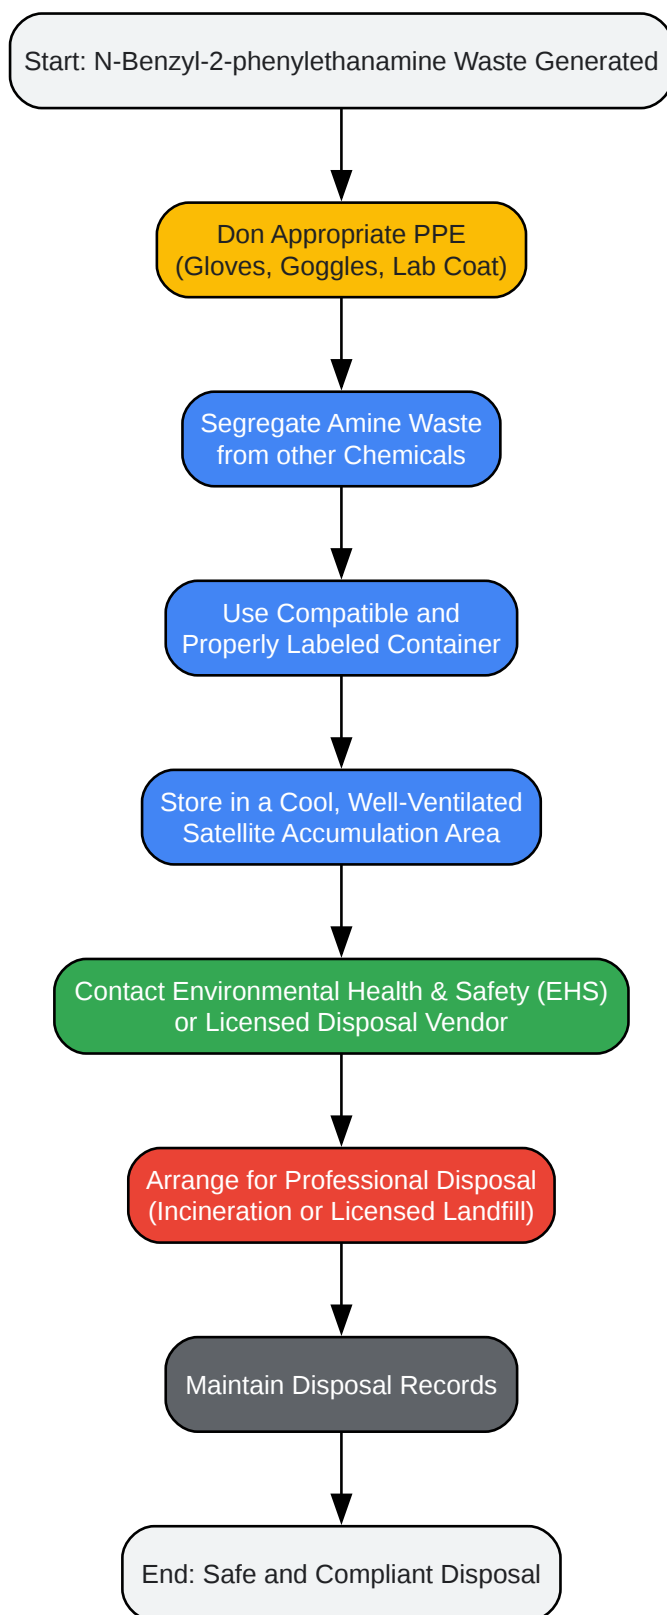 Start: N-Benzyl-2-phenylethanamine Waste Generated
Don Appropriate PPE
(Gloves, Goggles, Lab Coat)
Segregate Amine Waste
from other Chemicals
Use Compatible and
Properly Labeled Container
Store in a Cool, Well-Ventilated
Satellite Accumulation Area
Contact Environmental Health & Safety (EHS)
or Licensed Disposal Vendor
Arrange for Professional Disposal
(Incineration or Licensed Landfill)
Maintain Disposal Records
End: Safe and Compliant Disposal